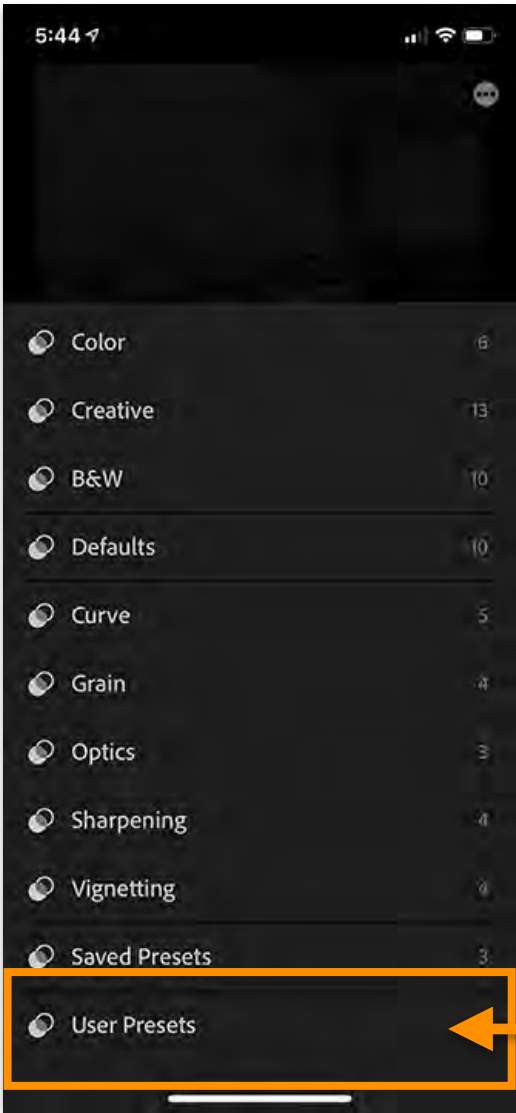 5:44
Color 6
Creative 13
B&W 10
Defaults 10
Curve 5
Grain 4
Optics 3
Sharpening 4
Vignetting 4
Saved Presets 3
User Presets